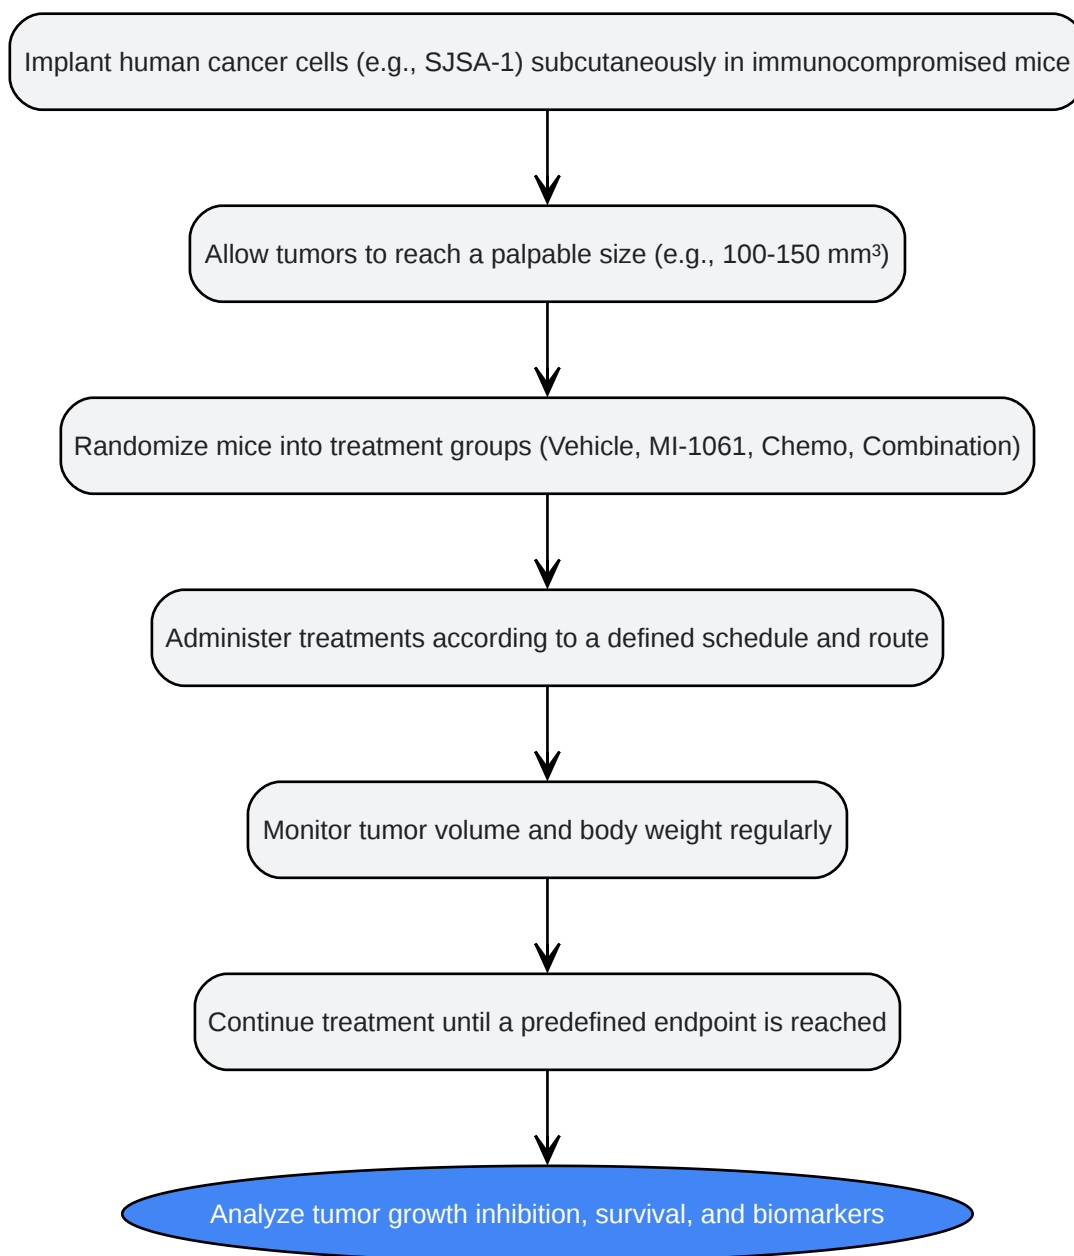 Implant human cancer cells (e.g., SJSA-1) subcutaneously in immunocompromised mice
Allow tumors to reach a palpable size (e.g., 100-150 mm³)
Randomize mice into treatment groups (Vehicle, MI-1061, Chemo, Combination)
Administer treatments according to a defined schedule and route
Monitor tumor volume and body weight regularly
Continue treatment until a predefined endpoint is reached
Analyze tumor growth inhibition, survival, and biomarkers